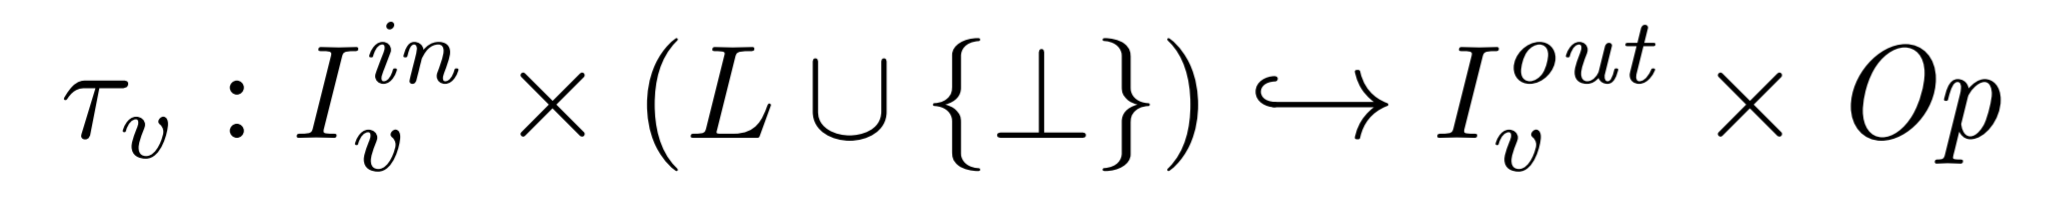 τ_v : I_v^{in} × (L ∪ {⊥}) ↪ I_v^{out} × Op